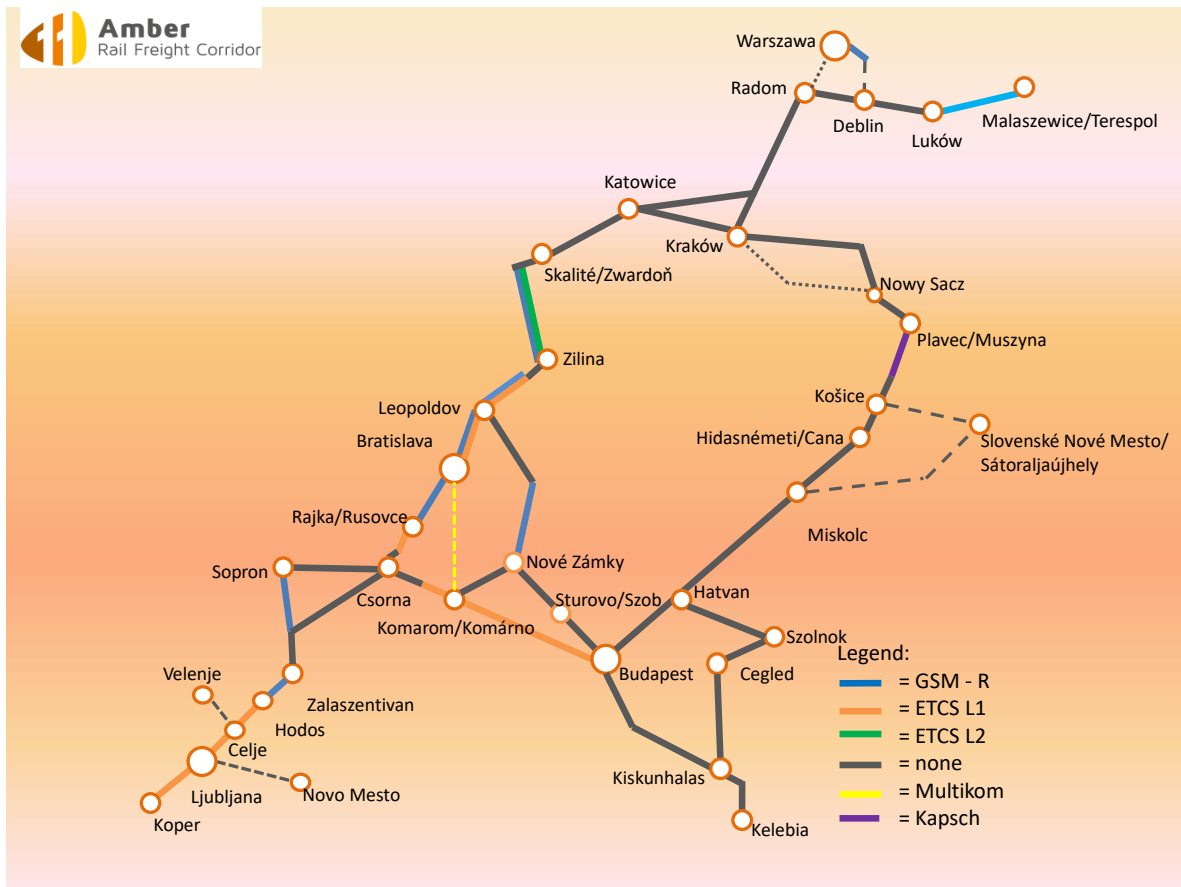 Amber
Rail Freight Corridor
Warszawa
Radom
Deblin
Malaszewice/Terespol
Luków
Katowice
Kraków
Skalité/Zwardoň
Nowy Sacz
Plavec/Muszyna
Zilina
Košice
Leopoldov
Bratislava
Hidasnémeti/Cana
Slovenské Nové Mesto/
Sátoraljaújhely
Rajka/Rusovce
Miskolc
Nové Zámky
Sopron
Csorna
Sturovo/Szob
Hatvan
Komarom/Komárno
Szolnok
Legend:
Velenje
Budapest
Cegled
= GSM - R
Zalaszentivan
= ETCS L1
Hodos
= ETCS L2
Celje
= none
Kiskunhalas
= Multikom
Ljubljana
Novo Mesto
= Kapsch
Koper
Kelebia